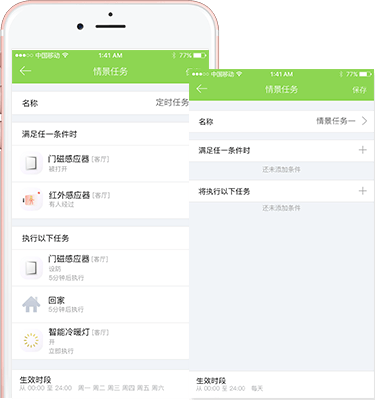 中国移动 1:41 AM 77%
情景任务
名称 定时任务
满足任一条件时
门磁感应器 [客厅]
被打开
红外感应器 [客厅]
有人经过
执行以下任务
门磁感应器 [客厅]
设防
5分钟后执行
回家
5分钟后执行
智能冷暖灯 [客厅]
开
立即执行
生效时段
从 00:00 至 24:00 周一 周二 周三 周四 周五 周六
中国移动 1:41 AM 77%
情景任务 保存
名称 情景任务一
满足任一条件时
还未添加条件
将执行以下任务
还未添加条件
生效时段
从 00:00 至 24:00 每天